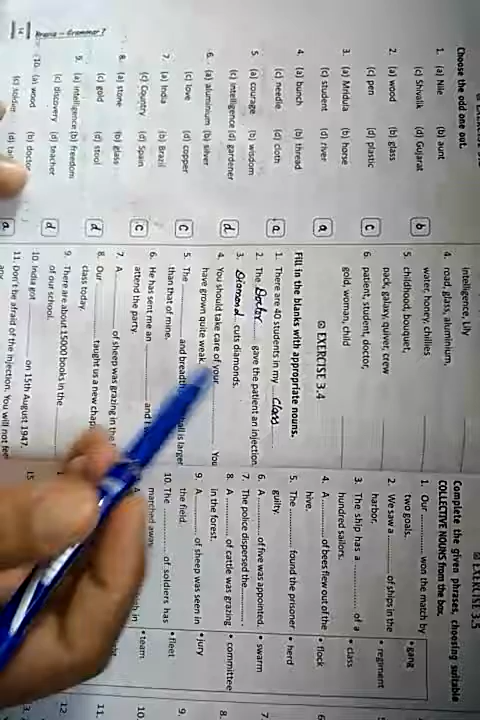 Choose the odd one out.
1. (a) Nile (b) aunt
(c) Shivalik (d) Gujarat
b
2. (a) wood (b) glass
(c) pen (d) plastic
c
3. (a) Mridula (b) horse
(c) student (d) river
a
4. (a) bunch (b) thread
(c) needle (d) cloth
a
5. (a) courage (b) wisdom
(c) intelligence (d) gardener
d
6. (a) aluminium (b) silver
(c) love (d) copper
c
7. (a) India (b) Brazil
(c) Country (d) Spain
c
8. (a) stone (b) glass
(c) gold (d) stool
d
9. (a) intelligence (b) freedom
(c) discovery (d) teacher
d
10. (a) wood (b) doctor
(c) soldier
a
Grammar 7
intelligence, Lily
4. road, glass, aluminium,
water, honey, chillies
5. childhood, bouquet,
pack, galaxy, quiver, crew
6. patient, student, doctor,
gold, woman, child
EXERCISE 3.4
Fill in the blanks with appropriate nouns.
1. There are 40 students in my class
2. The Doctor gave the patient an injection.
3. Diamond cuts diamonds.
4. You should take care of your .......... You
have grown quite weak.
5. The .......... and breadth hall is larger
than that of mine.
6. He has sent me an .......... and I
attend the party.
7. A .......... of sheep was grazing in the
8. Our .......... taught us a new
class today.
9. There are about 15000 books in the
of our school.
10. India got .......... on 15th August 1947.
11. Don't be afraid of the injection. You will not feel
any
EXERCISE 3.5
Complete the given phrases, choosing suitable
COLLECTIVE NOUNS from the box.
1. Our .......... won the match by
two goals.
2. We saw a .......... of ships in the
harbor.
3. The ship has a .......... of a
hundred sailors.
4. A .......... of bees flew out of the
hive.
5. The .......... found the prisoner
guilty.
6. A .......... of five was appointed.
7. The police dispersed the ..........
8. A .......... of cattle was grazing
in the forest.
9. A .......... of sheep was seen in
the field.
10. The .......... of soldiers has
marched away.
• gang
• regiment
• class
• flock
• herd
• swarm
• committee
• jury
• fleet
• team